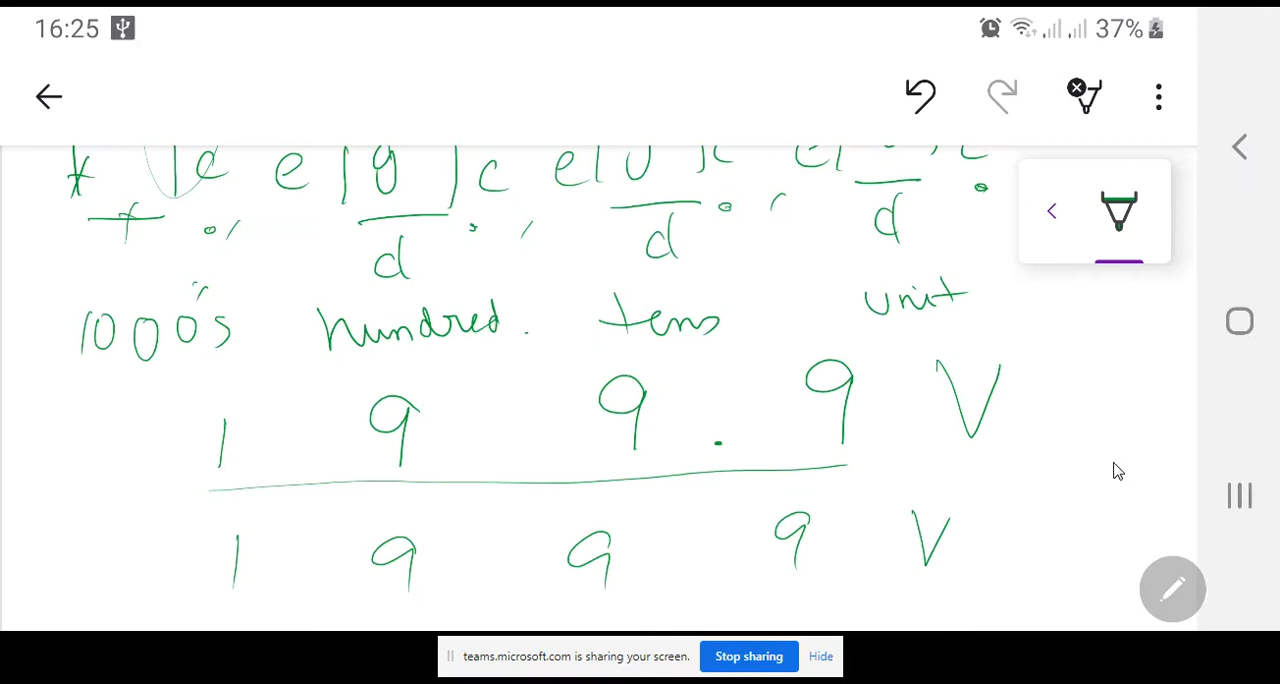 16:25 37%
k e e g c e c e
f d d d
1000's hundred. tens unit
1 9 9 . 9 V
1 9 9 9 V
teams.microsoft.com is sharing your screen. Stop sharing Hide